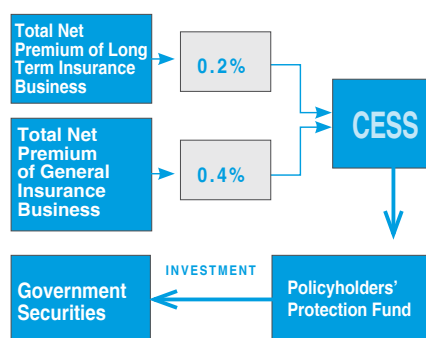 Total Net
Premium of Long
Term Insurance
Business
0.2%
CESS
Total Net
Premium
of General
Insurance
Business
0.4%
INVESTMENT
Government
Securities
Policyholders'
Protection Fund